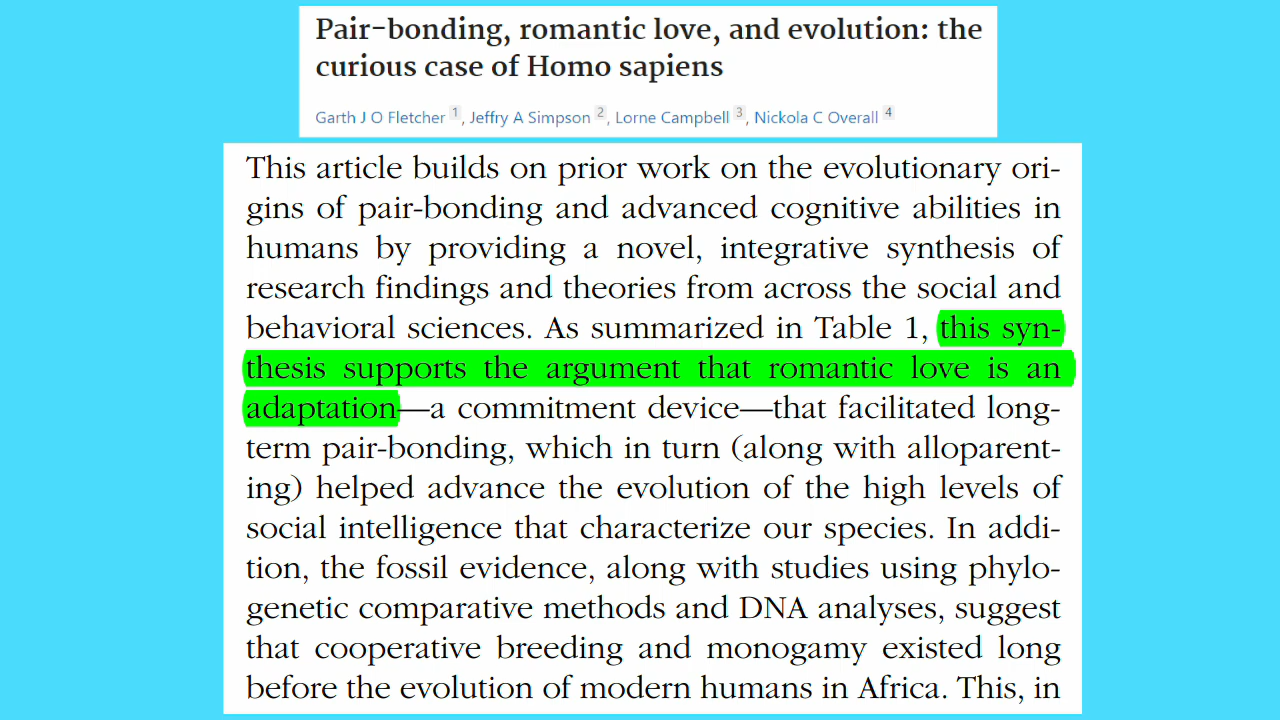 Pair-bonding, romantic love, and evolution: the
curious case of Homo sapiens
Garth J O Fletcher 1, Jeffry A Simpson 2, Lorne Campbell 3, Nickola C Overall 4
This article builds on prior work on the evolutionary ori-
gins of pair-bonding and advanced cognitive abilities in
humans by providing a novel, integrative synthesis of
research findings and theories from across the social and
behavioral sciences. As summarized in Table 1, this syn-
thesis supports the argument that romantic love is an
adaptation—a commitment device—that facilitated long-
term pair-bonding, which in turn (along with alloparent-
ing) helped advance the evolution of the high levels of
social intelligence that characterize our species. In addi-
tion, the fossil evidence, along with studies using phylo-
genetic comparative methods and DNA analyses, suggest
that cooperative breeding and monogamy existed long
before the evolution of modern humans in Africa. This, in